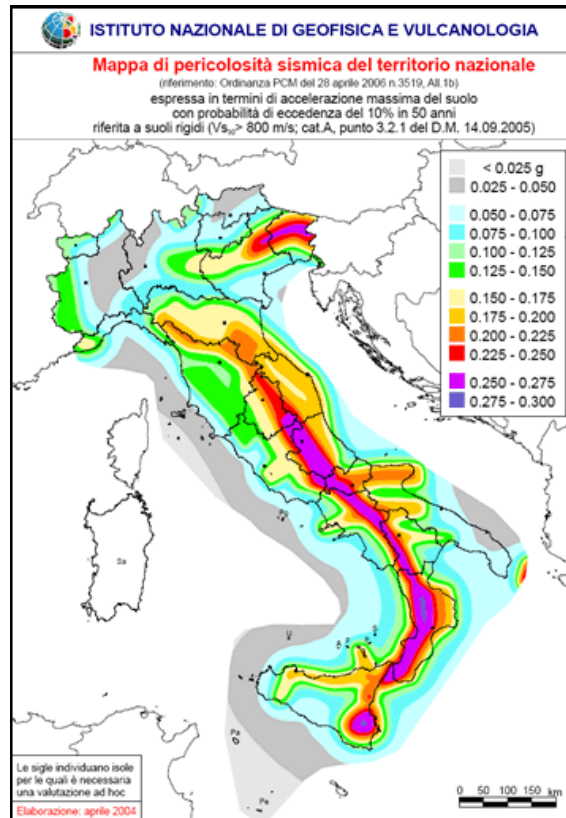 ISTITUTO NAZIONALE DI GEOFISICA E VULCANOLOGIA
Mappa di pericolosità sismica del territorio nazionale
(riferimento: Ordinanza PCM del 28 aprile 2006 n.3519, All.1b)
espressa in termini di accelerazione massima del suolo
con probabilità di eccedenza del 10% in 50 anni
riferita a suoli rigidi (Vs30> 800 m/s; cat.A, punto 3.2.1 del D.M. 14.09.2005)
< 0.025 g
0.025 - 0.050
0.050 - 0.075
0.075 - 0.100
0.100 - 0.125
0.125 - 0.150
0.150 - 0.175
0.175 - 0.200
0.200 - 0.225
0.225 - 0.250
0.250 - 0.275
0.275 - 0.300
Sa
U
Pa
Pe
Le sigle individuano isole
per le quali è necessaria
una valutazione ad hoc
Elaborazione: aprile 2004
0 50 100 150 km